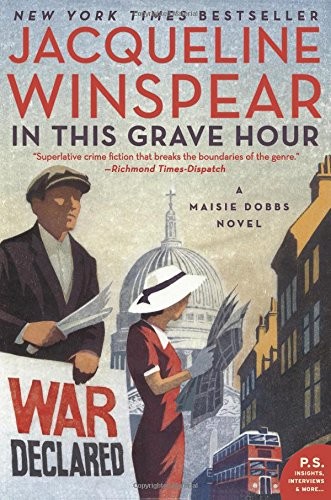 NEW YORK TIMES BESTSELLER
JACQUELINE
WINSPEAR
IN THIS GRAVE HOUR
"Superlative crime fiction that breaks the boundaries of the genre."
—Richmond Times-Dispatch
A
MAISIE DOBBS
NOVEL
WAR
DECLARED
P.S.
INSIGHTS,
INTERVIEWS
& MORE...